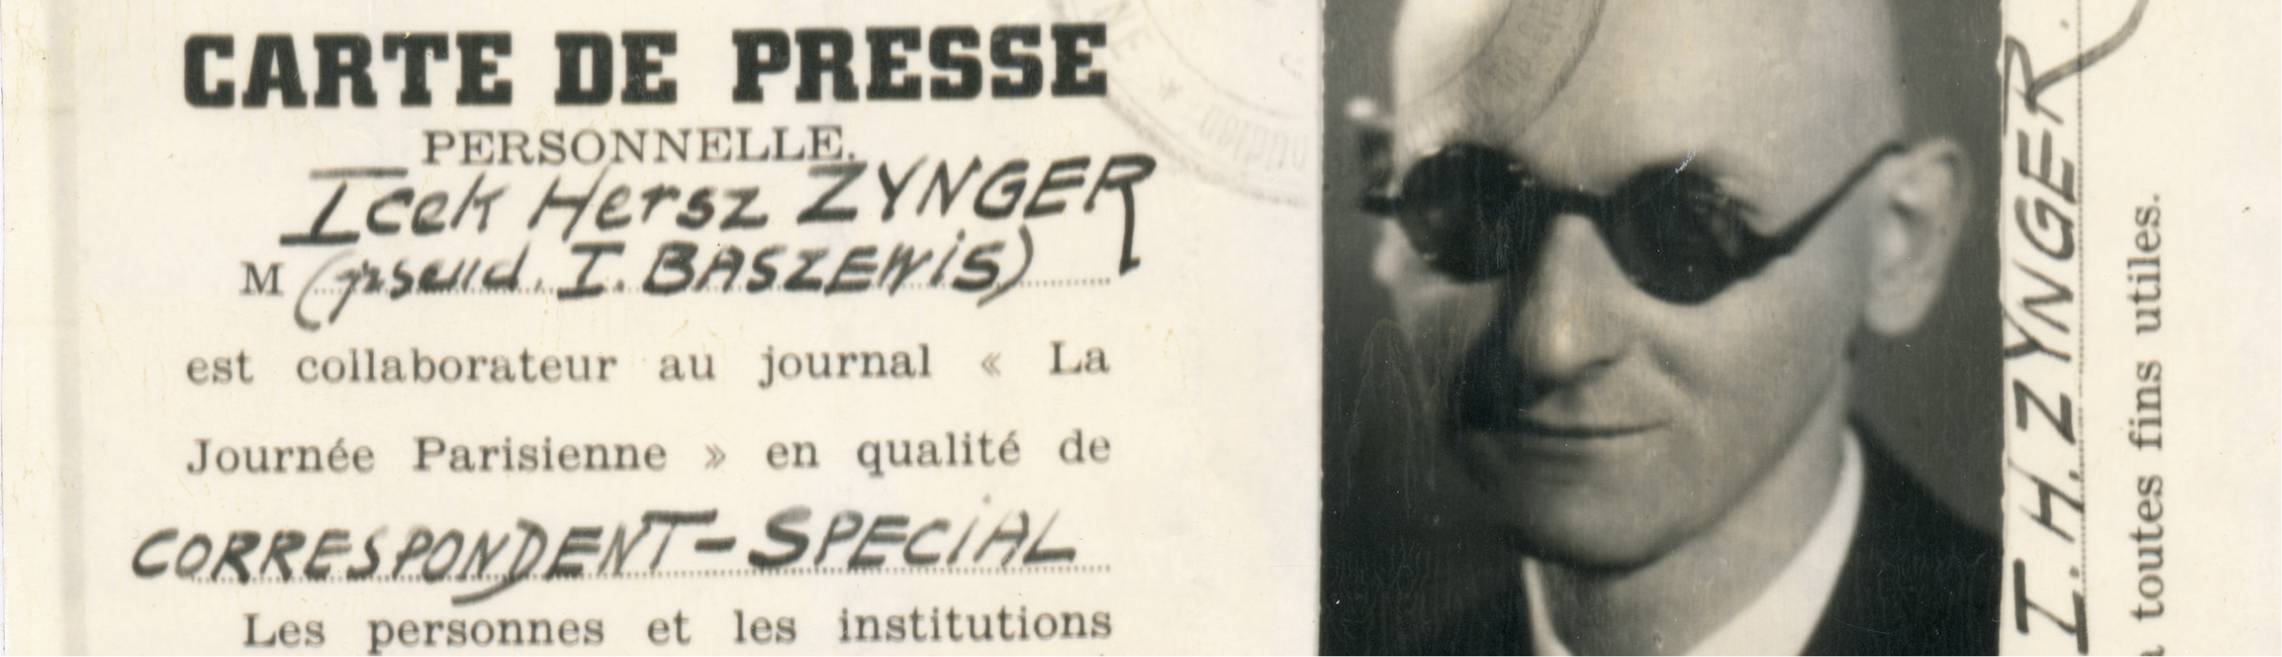 CARTE DE PRESSE
PERSONNELLE.
Icek Hersz ZYNGER
M (pseud. I. BASZEWIS)
est collaborateur au journal « La
Journée Parisienne » en qualité de
CORRESPONDENT-SPECIAL
Les personnes et les institutions
I. H. ZYNGER.
toutes fins utiles.